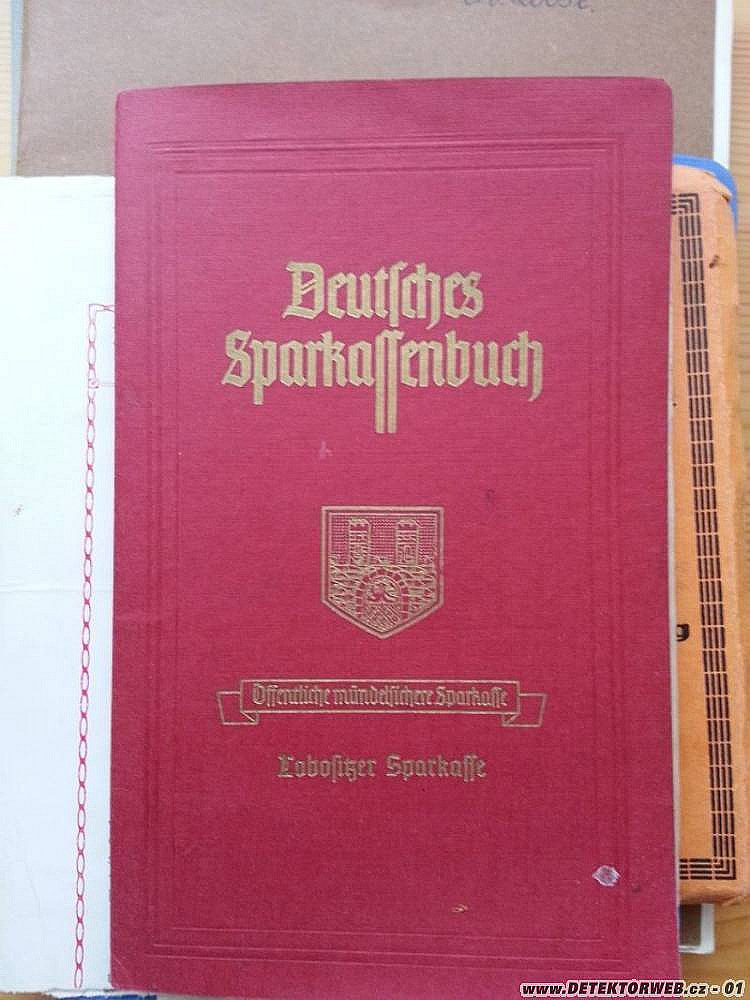 Deutsches
Sparkassenbuch
Öffentliche mündelsichere Sparkasse
Lobositzer Sparkasse
g
www.DETEKTORWEB.cz - 01